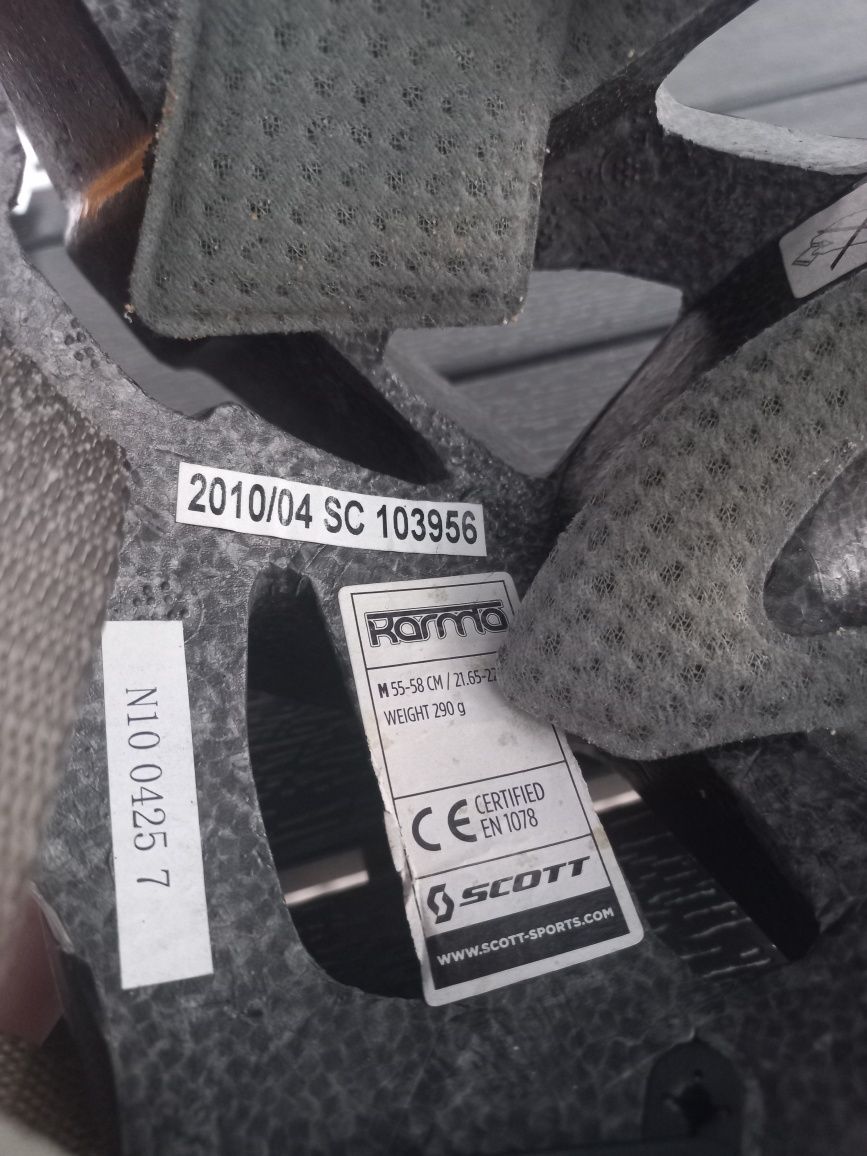 2010/04 SC 103956
Karma
M 55-58 CM / 21.65-22
WEIGHT 290 g
CE CERTIFIED
EN 1078
SCOTT
WWW.SCOTT-SPORTS.COM
N10 0425 7